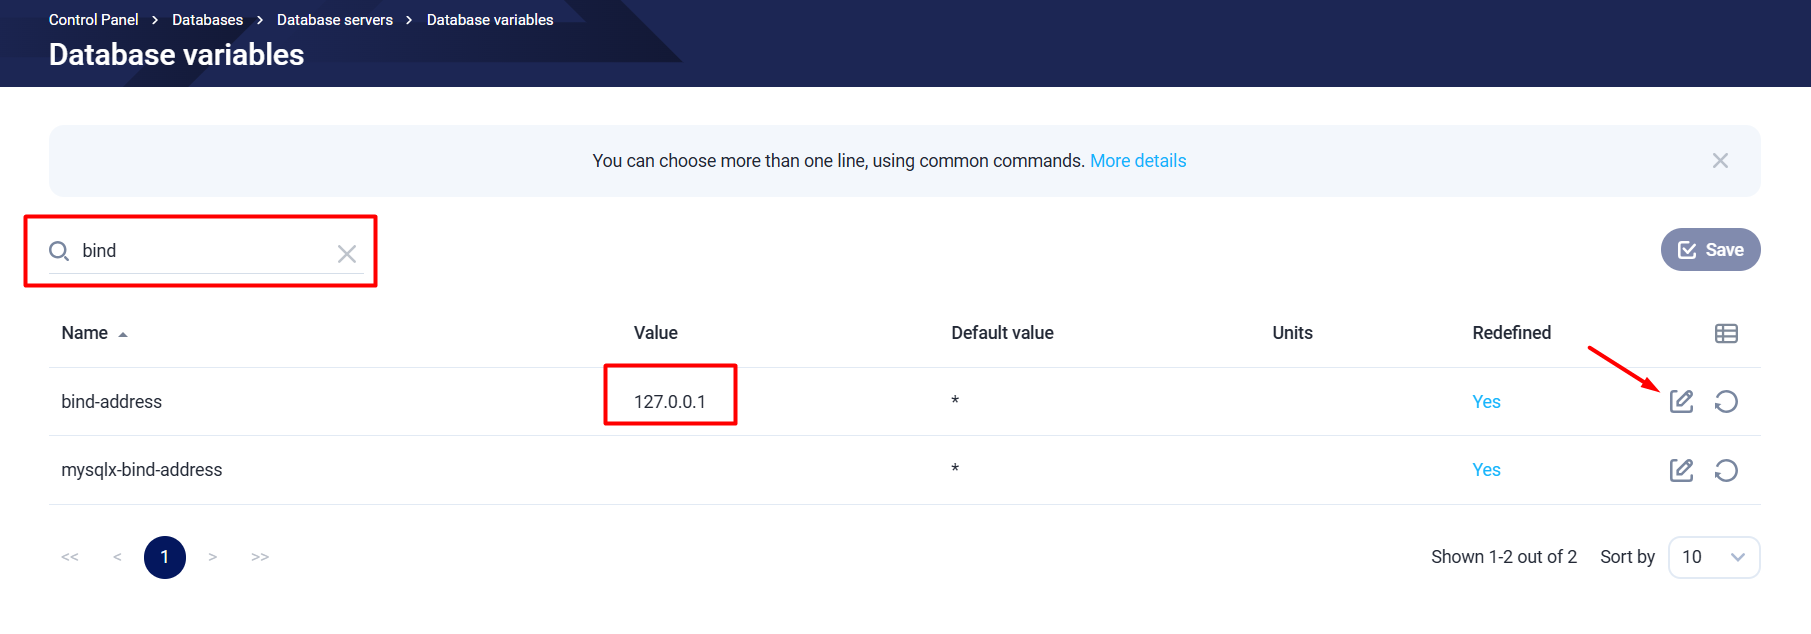 Control Panel > Databases > Database servers > Database variables
Database variables
You can choose more than one line, using common commands. More details
bind
Save
Name Value Default value Units Redefined
bind-address 127.0.0.1 * Yes
mysqlx-bind-address * Yes
<< < 1 > >> Shown 1-2 out of 2 Sort by 10